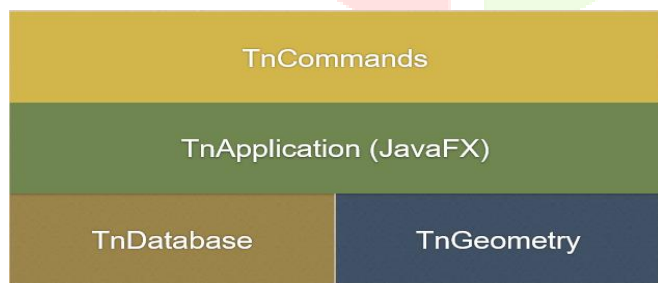 TnCommands
TnApplication (JavaFX)
TnDatabase
TnGeometry